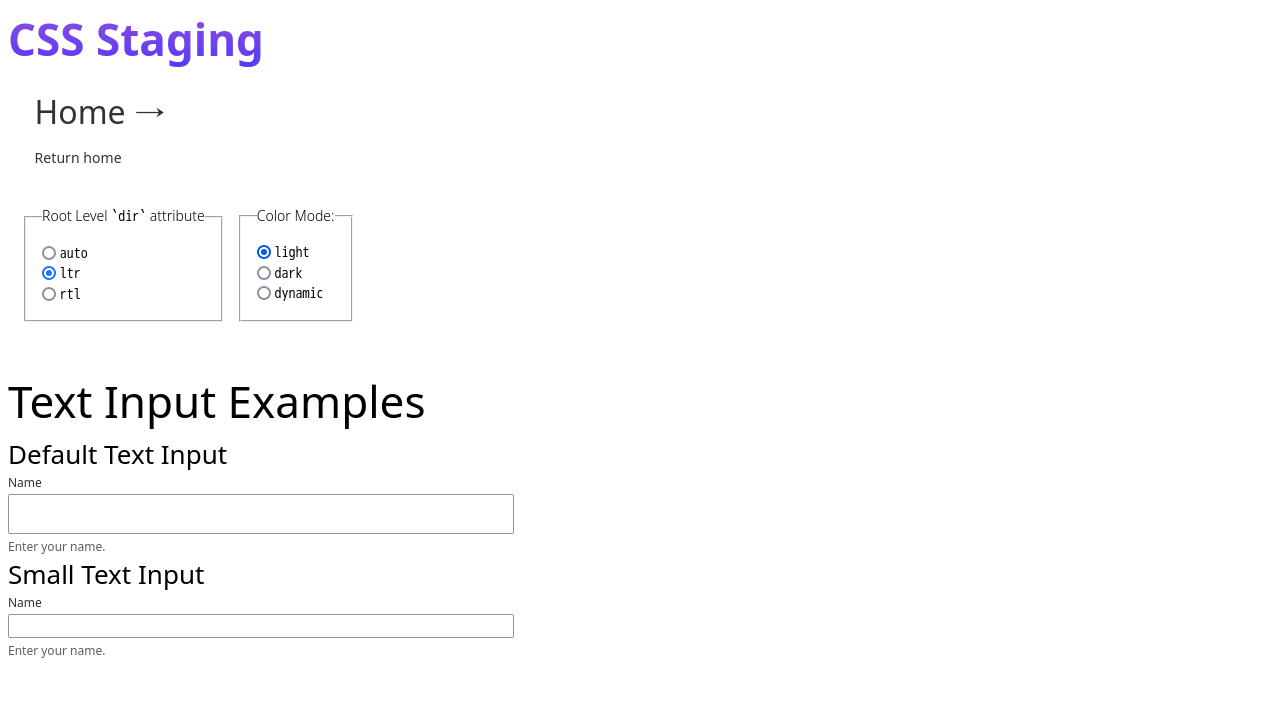 CSS Staging
Home →
Return home
Root Level `dir` attribute
auto
ltr
rtl
Color Mode:
light
dark
dynamic
Text Input Examples
Default Text Input
Name
Enter your name.
Small Text Input
Name
Enter your name.